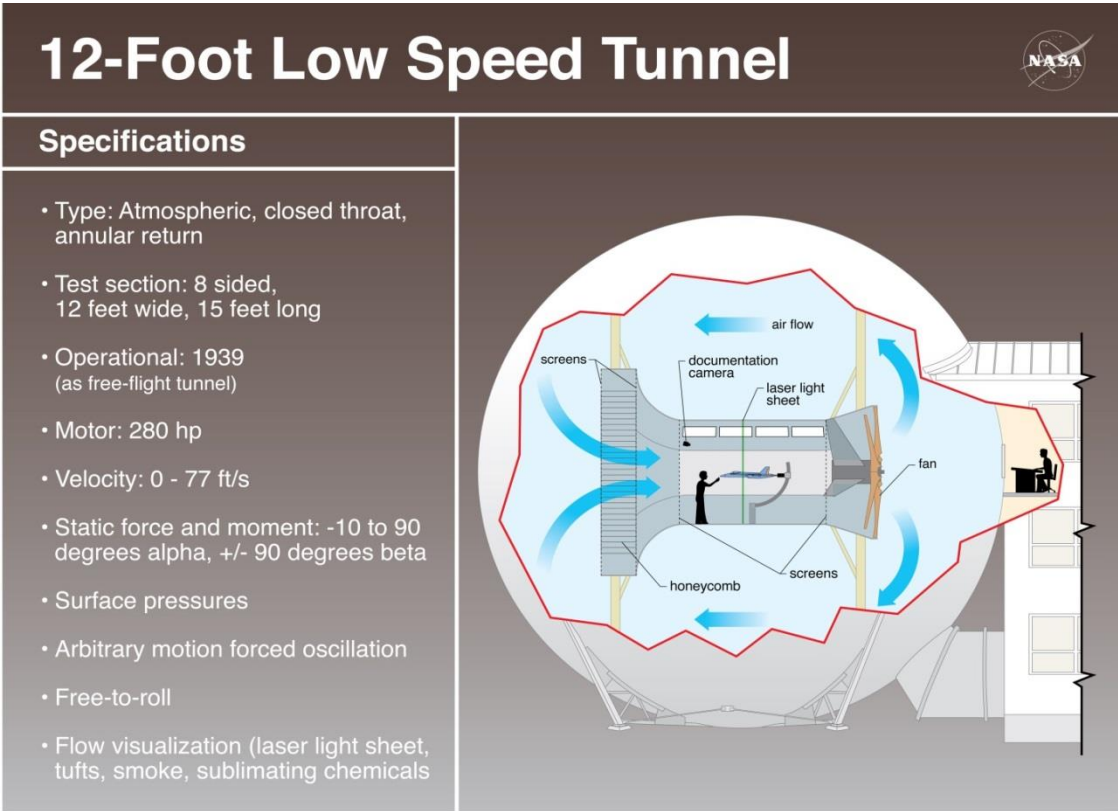 12-Foot Low Speed Tunnel
NASA
Specifications
• Type: Atmospheric, closed throat,
annular return
• Test section: 8 sided,
12 feet wide, 15 feet long
• Operational: 1939
(as free-flight tunnel)
• Motor: 280 hp
• Velocity: 0 - 77 ft/s
• Static force and moment: -10 to 90
degrees alpha, +/- 90 degrees beta
• Surface pressures
• Arbitrary motion forced oscillation
• Free-to-roll
• Flow visualization (laser light sheet,
tufts, smoke, sublimating chemicals
air flow
screens
documentation
camera
laser light
sheet
fan
screens
honeycomb